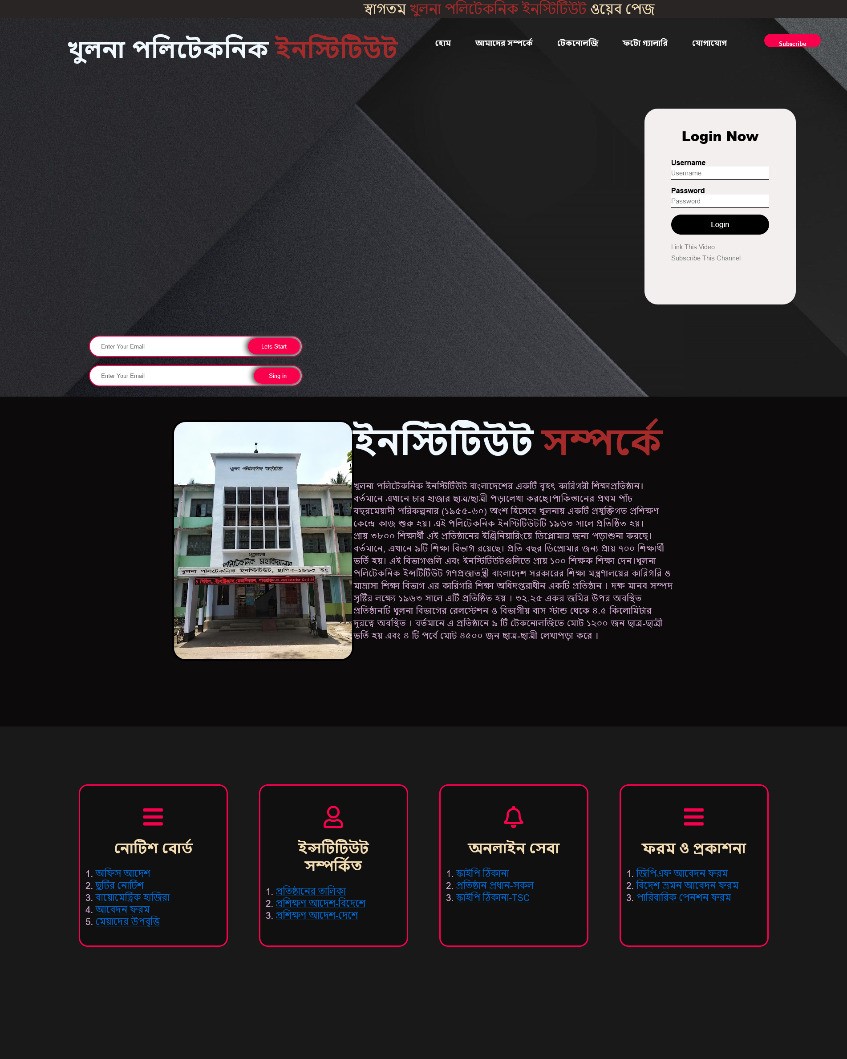 স্বাগতম খুলনা পলিটেকনিক ইনস্টিটিউট ওয়েব পেজ
খুলনা পলিটেকনিক ইনস্টিটিউট
হোম আমাদের সম্পর্কে টেকনোলজি ফটো গ্যালারি যোগাযোগ
Subscribe
Login Now
Username
Username
Password
Password
Login
Link This Video
Subscribe This Channel
Enter Your Email Lets Start
Enter Your Email Sing in
ইনস্টিটিউট সম্পর্কে
খুলনা পলিটেকনিক ইনস্টিটিউট বাংলাদেশের একটি বৃহৎ কারিগরী শিক্ষাপ্রতিষ্ঠান।
বর্তমানে এখানে চার হাজার ছাত্র/ছাত্রী পড়ালেখা করছে।পাকিস্তানের প্রথম পাঁচ
বছরমেয়াদী পরিকল্পনার (১৯৫৫-৬০) অংশ হিসেবে খুলনায় একটি প্রযুক্তিগত প্রশিক্ষণ
কেন্দ্রে কাজ শুরু হয়। এই পলিটেকনিক ইনস্টিটিউটটি ১৯৬৩ সালে প্রতিষ্ঠিত হয়।
প্রায় ৩৮০০ শিক্ষার্থী এই প্রতিষ্ঠানের ইঞ্জিনিয়ারিংয়ে ডিপ্লোমার জন্য পড়াশুনা করছে।
বর্তমানে, এখানে ৯টি শিক্ষা বিভাগ রয়েছে। প্রতি বছর ডিপ্লোমার জন্য প্রায় ৭০০ শিক্ষার্থী
ভর্তি হয়। এই বিভাগগুলি এবং ইনস্টিটিউটগুলিতে প্রায় ১০০ শিক্ষক শিক্ষা দেন।খুলনা
পলিটেকনিক ইন্সটিটিউট গণপ্রজাতন্ত্রী বাংলাদেশ সরকারের শিক্ষা মন্ত্রণালয়ের কারিগরি ও
মাদ্রাসা শিক্ষা বিভাগ এর কারিগরি শিক্ষা অধিদপ্তরাধীন একটি প্রতিষ্ঠান । দক্ষ মানব সম্পদ
সৃষ্টির লক্ষ্যে ১৯৬৩ সালে এটি প্রতিষ্ঠিত হয় । ৩২.২৫ একর জমির উপর অবস্থিত
প্রতিষ্ঠানটি খুলনা বিভাগের রেলস্টেশন ও বিভাগীয় বাস স্টান্ড থেকে ৪.৫ কিলোমিটার
দুরত্বে অবস্থিত । বর্তমানে এ প্রতিষ্ঠানে ৯ টি টেকনোলজিতে মোট ১২০০ জন ছাত্র-ছাত্রী
ভর্তি হয় এবং ৪ টি পর্বে মোট ৪৫০০ জন ছাত্র-ছাত্রী লেখাপড়া করে ।
নোটিশ বোর্ড
1. অফিস আদেশ
2. ছুটির নোটিশ
3. বায়োমেট্রিক হাজিরা
4. আবেদন ফরম
5. মেয়াদের উপবৃত্তি
ইন্সটিটিউট
সম্পর্কিত
1. প্রতিষ্ঠানের তালিকা
2. প্রশিক্ষণ আদেশ-বিদেশে
3. প্রশিক্ষণ আদেশ-দেশে
অনলাইন সেবা
1. আইপি ঠিকানা
2. প্রতিষ্ঠান প্রধান-সকল
3. আইপি ঠিকানা-TSC
ফরম ও প্রকাশনা
1. জিপিএফ আবেদন ফরম
2. বিদেশ ভ্রমন আবেদন ফরম
3. পারিবারিক পেনশন ফরম